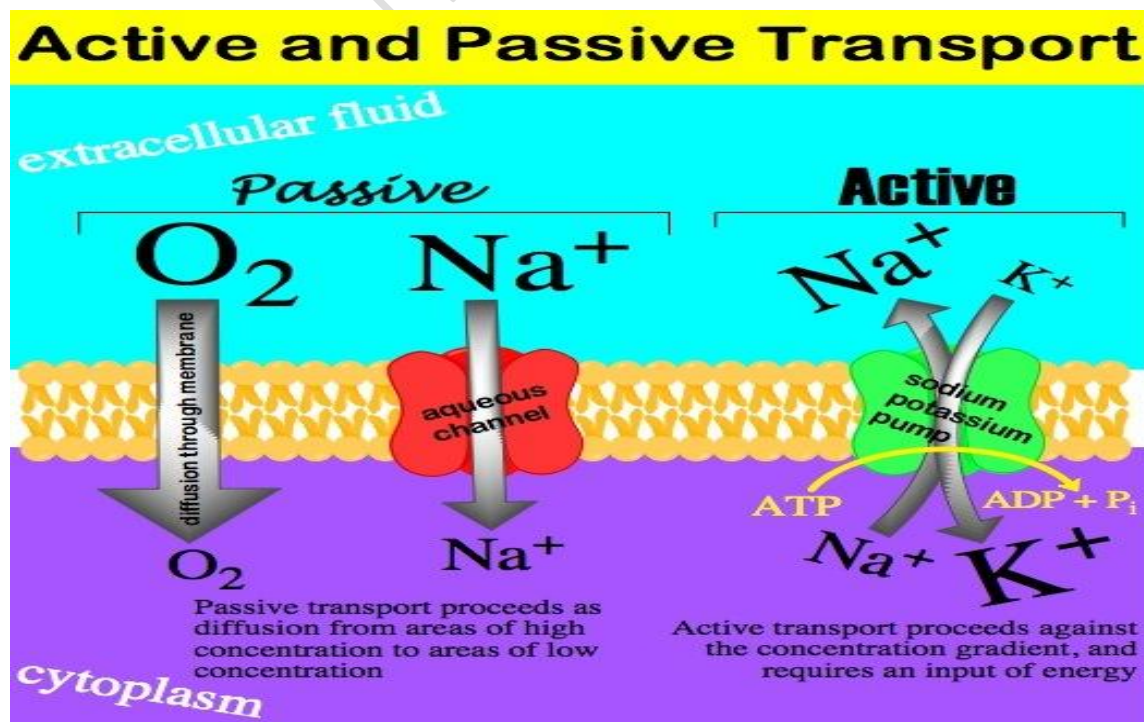 Active and Passive Transport
extracellular fluid
Passive
Active
O₂
Na⁺
Na⁺
K⁺
diffusion through membrane
aqueous
channel
sodium
potassium
pump
ATP
ADP + Pᵢ
O₂
Na⁺
Na⁺
K⁺
Passive transport proceeds as
diffusion from areas of high
concentration to areas of low
concentration
Active transport proceeds against
the concentration gradient, and
requires an input of energy
cytoplasm